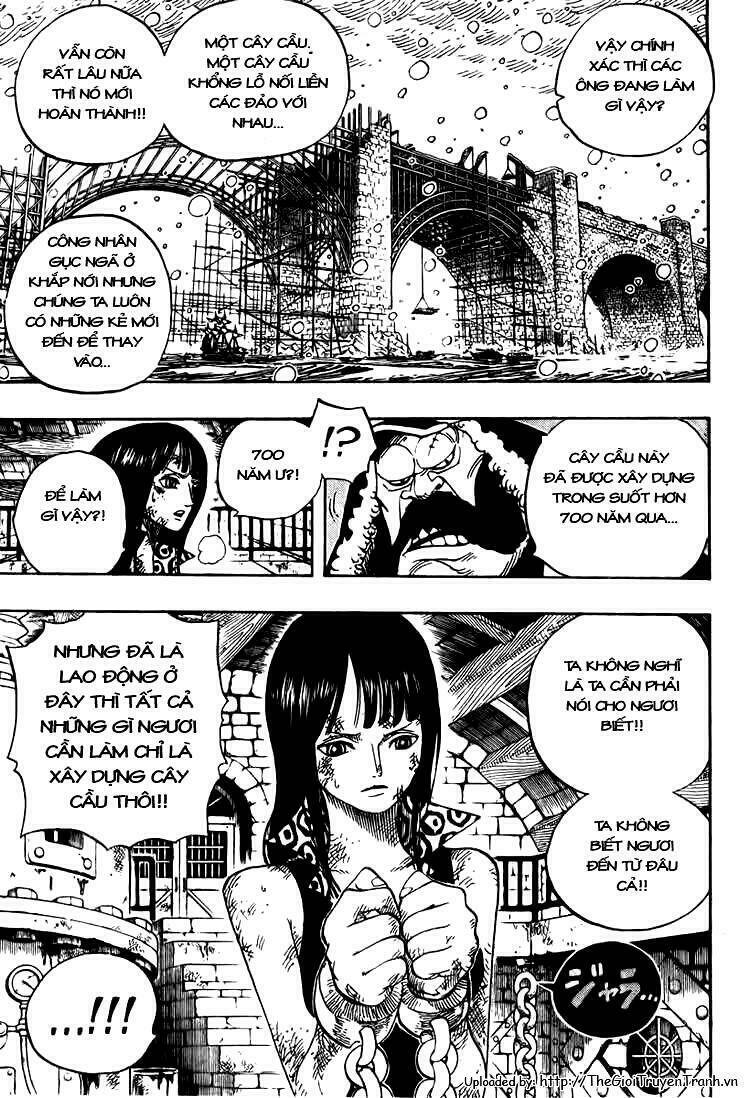 VẬY CHÍNH
XÁC THÌ CÁC
ÔNG ĐANG LÀM
GÌ VẬY?
MỘT CÂY CẦU.
MỘT CÂY CẦU
KHỔNG LỒ NỐI LIỀN
CÁC ĐẢO VỚI
NHAU...
VẪN CÒN
RẤT LÂU NỮA
THÌ NÓ MỚI
HOÀN THÀNH!!
CÔNG NHÂN
GỤC NGÃ Ở
KHẮP NƠI NHƯNG
CHÚNG TA LUÔN
CÓ NHỮNG KẺ MỚI
ĐẾN ĐỂ THAY
VÀO...
CÂY CẦU NÀY
ĐÃ ĐƯỢC XÂY DỰNG
TRONG SUỐT HƠN
700 NĂM QUA...
!?
700
NĂM Ư?!
ĐỂ LÀM
GÌ VẬY?!
TA KHÔNG NGHĨ
LÀ TA CẦN PHẢI
NÓI CHO NGƯƠI
BIẾT!!
TA KHÔNG
BIẾT NGƯƠI
ĐẾN TỪ ĐÂU
CẢ!!
NHƯNG ĐÃ LÀ
LAO ĐỘNG Ở
ĐÂY THÌ TẤT CẢ
NHỮNG GÌ NGƯƠI
CẦN LÀM CHỈ LÀ
XÂY DỰNG CÂY
CẦU THÔI!!
ジャラ...
...!!!
Uploaded by: http://TheGioiTruyenTranh.vn